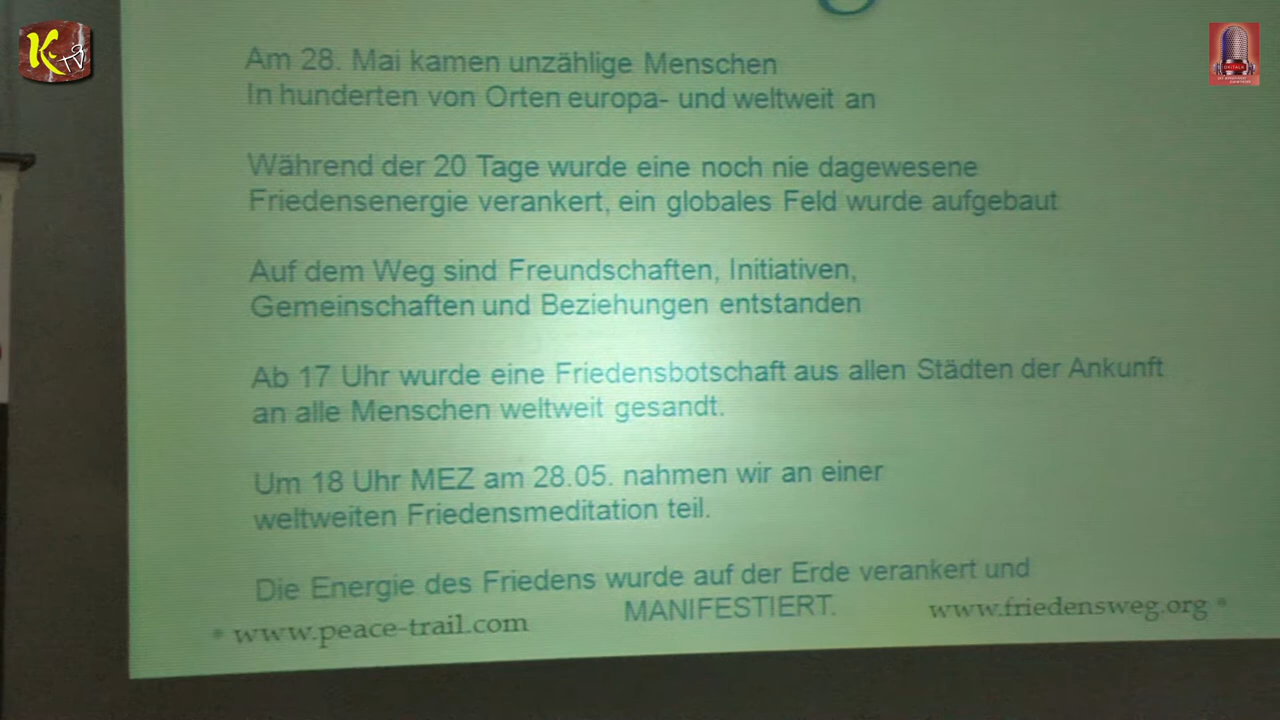 K.TV
OKITALK
Am 28. Mai kamen unzählige Menschen
In hunderten von Orten europa- und weltweit an
Während der 20 Tage wurde eine noch nie dagewesene
Friedensenergie verankert, ein globales Feld wurde aufgebaut
Auf dem Weg sind Freundschaften, Initiativen,
Gemeinschaften und Beziehungen entstanden
Ab 17 Uhr wurde eine Friedensbotschaft aus allen Städten der Ankunft
an alle Menschen weltweit gesandt.
Um 18 Uhr MEZ am 28.05. nahmen wir an einer
weltweiten Friedensmeditation teil.
Die Energie des Friedens wurde auf der Erde verankert und
MANIFESTIERT.
* www.peace-trail.com
www.friedensweg.org *